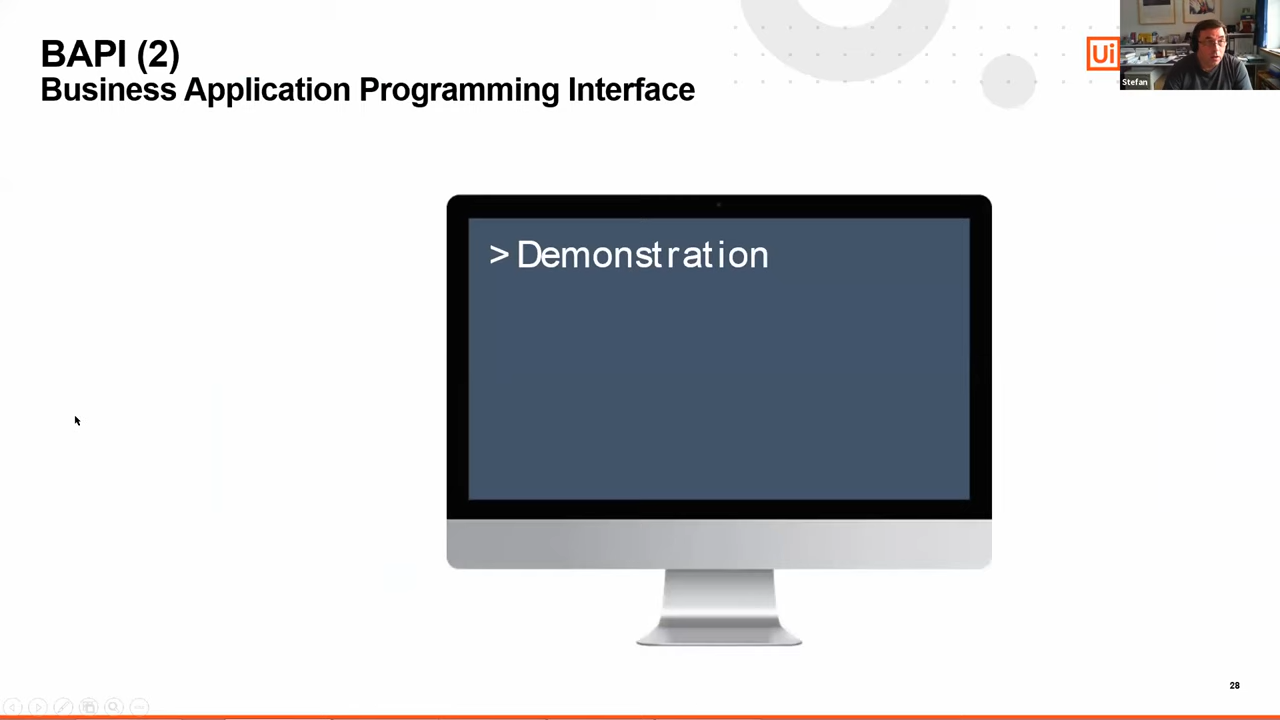 BAPI (2)
Business Application Programming Interface
Ui
Stefan
>Demonstration
28